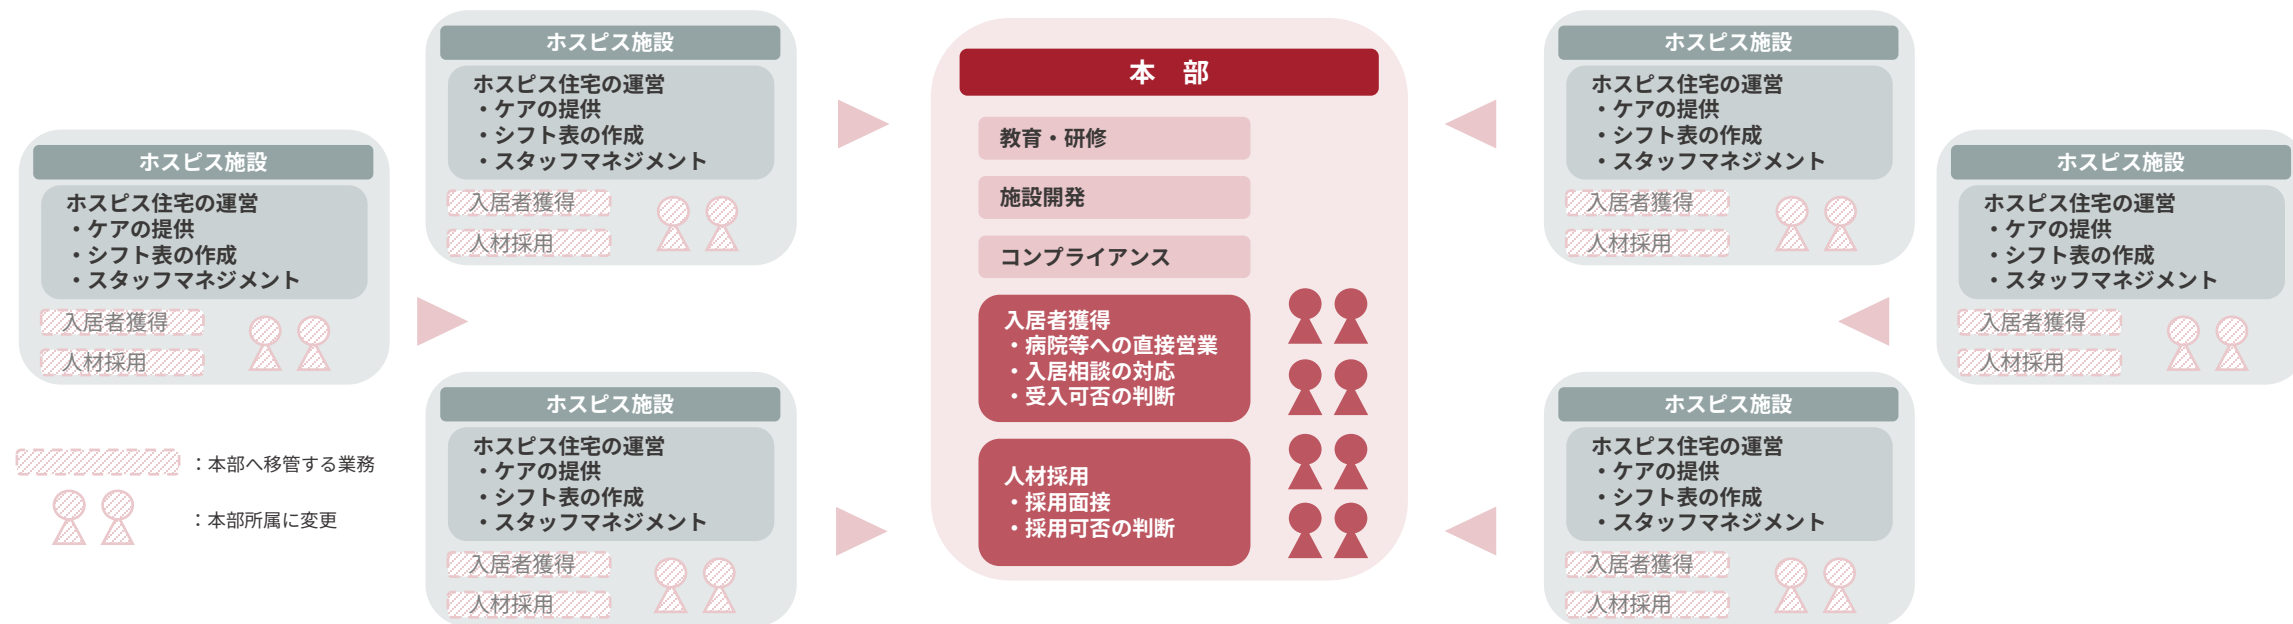 ホスピス施設
ホスピス住宅の運営
・ケアの提供
・シフト表の作成
・スタッフマネジメント
入居者獲得
人材採用
ホスピス施設
ホスピス住宅の運営
・ケアの提供
・シフト表の作成
・スタッフマネジメント
入居者獲得
人材採用
ホスピス施設
ホスピス住宅の運営
・ケアの提供
・シフト表の作成
・スタッフマネジメント
入居者獲得
人材採用
：本部へ移管する業務
：本部所属に変更
本 部
教育・研修
施設開発
コンプライアンス
入居者獲得
・病院等への直接営業
・入居相談の対応
・受入可否の判断
人材採用
・採用面接
・採用可否の判断
ホスピス施設
ホスピス住宅の運営
・ケアの提供
・シフト表の作成
・スタッフマネジメント
入居者獲得
人材採用
ホスピス施設
ホスピス住宅の運営
・ケアの提供
・シフト表の作成
・スタッフマネジメント
入居者獲得
人材採用
ホスピス施設
ホスピス住宅の運営
・ケアの提供
・シフト表の作成
・スタッフマネジメント
入居者獲得
人材採用